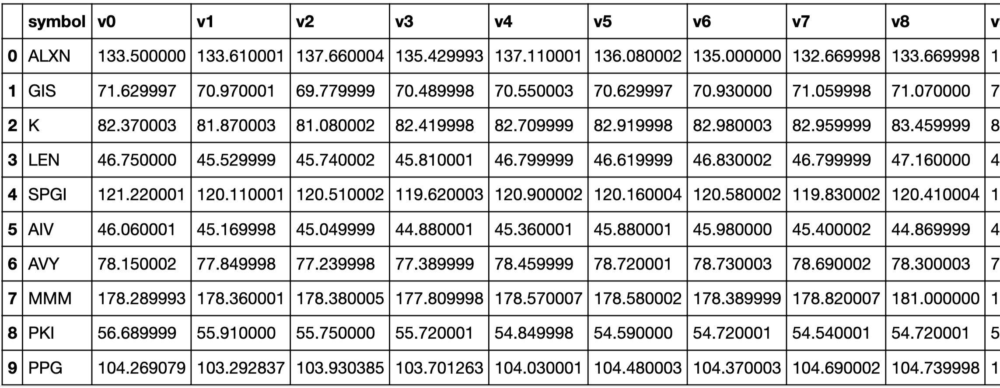 symbol v0 v1 v2 v3 v4 v5 v6 v7 v8
0 ALXN 133.500000 133.610001 137.660004 135.429993 137.110001 136.080002 135.000000 132.669998 133.669998 1
1 GIS 71.629997 70.970001 69.779999 70.489998 70.550003 70.629997 70.930000 71.059998 71.070000 7
2 K 82.370003 81.870003 81.080002 82.419998 82.709999 82.919998 82.980003 82.959999 83.459999 8
3 LEN 46.750000 45.529999 45.740002 45.810001 46.799999 46.619999 46.830002 46.799999 47.160000 4
4 SPGI 121.220001 120.110001 120.510002 119.620003 120.900002 120.160004 120.580002 119.830002 120.410004 1
5 AIV 46.060001 45.169998 45.049999 44.880001 45.360001 45.880001 45.980000 45.400002 44.869999 4
6 AVY 78.150002 77.849998 77.239998 77.389999 78.459999 78.720001 78.730003 78.690002 78.300003 7
7 MMM 178.289993 178.360001 178.380005 177.809998 178.570007 178.580002 178.389999 178.820007 181.000000 1
8 PKI 56.689999 55.910000 55.750000 55.720001 54.849998 54.590000 54.720001 54.540001 54.720001 5
9 PPG 104.269079 103.292837 103.930385 103.701263 104.030001 104.480003 104.370003 104.690002 104.739998 1